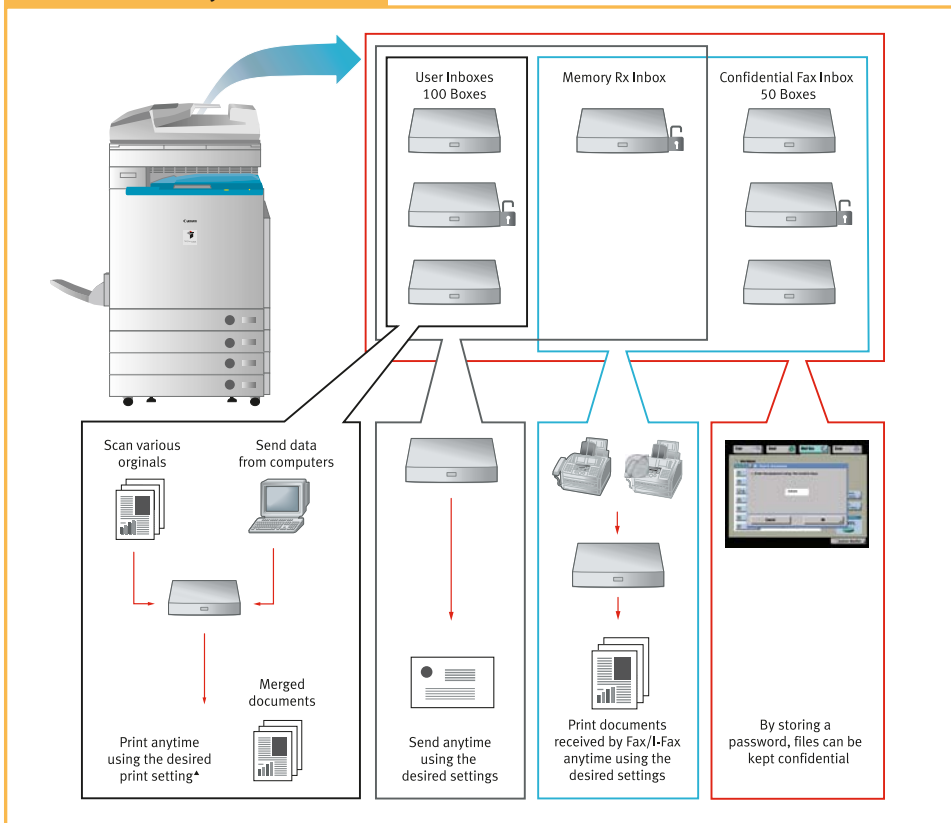 User Inboxes
100 Boxes
Memory Rx Inbox
Confidential Fax Inbox
50 Boxes
Canon
Scan various
orginals
Send data
from computers
Merged
documents
Print anytime
using the desired
print setting▲
Send anytime
using the
desired settings
Print documents
received by Fax/I-Fax
anytime using the
desired settings
By storing a
password, files can be
kept confidential